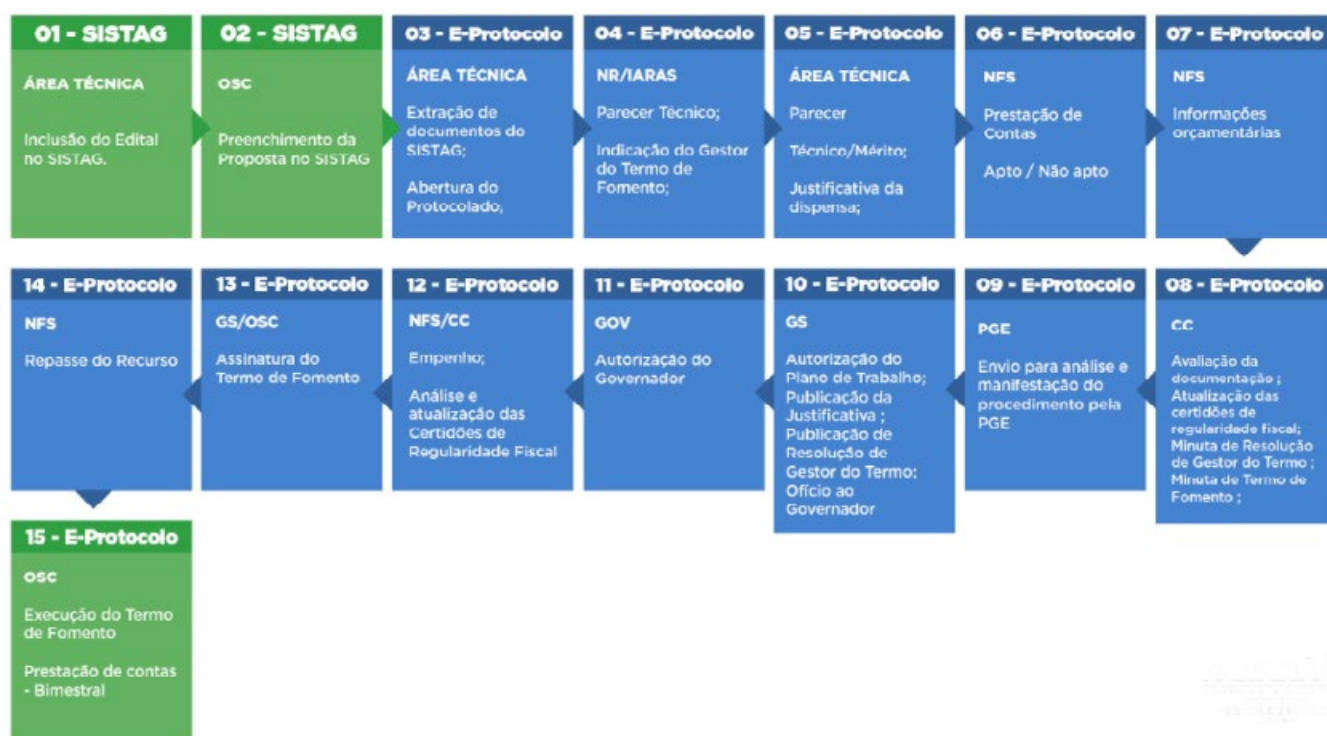 01 - SISTAG
ÁREA TÉCNICA
Inclusão do Edital
no SISTAG.
02 - SISTAG
OSC
Preenchimento da
Proposta no SISTAG
03 - E-Protocolo
ÁREA TÉCNICA
Extração de
documentos do
SISTAG;
Abertura do
Protocolado;
04 - E-Protocolo
NR/IARAS
Parecer Técnico;
Indicação do Gestor
do Termo de
Fomento;
05 - E-Protocolo
ÁREA TÉCNICA
Parecer
Técnico/Mérito;
Justificativa da
dispensa;
06 - E-Protocolo
NFS
Prestação de
Contas
Apto / Não apto
07 - E-Protocolo
NFS
Informações
orçamentárias
08 - E-Protocolo
CC
Avaliação da
documentação ;
Atualização das
certidões de
regularidade fiscal;
Minuta de Resolução
de Gestor do Termo ;
Minuta de Termo de
Fomento ;
09 - E-Protocolo
PGE
Envio para análise e
manifestação do
procedimento pela
PGE
10 - E-Protocolo
GS
Autorização do
Plano de Trabalho;
Publicação da
Justificativa ;
Publicação de
Resolução de
Gestor do Termo:
Ofício ao
Governador
11 - E-Protocolo
GOV
Autorização do
Governador
12 - E-Protocolo
NFS/CC
Empenho;
Análise e
atualização das
Certidões de
Regularidade Fiscal
13 - E-Protocolo
GS/OSC
Assinatura do
Termo de Fomento
14 - E-Protocolo
NFS
Repasse do Recurso
15 - E-Protocolo
OSC
Execução do Termo
de Fomento
Prestação de contas
- Bimestral